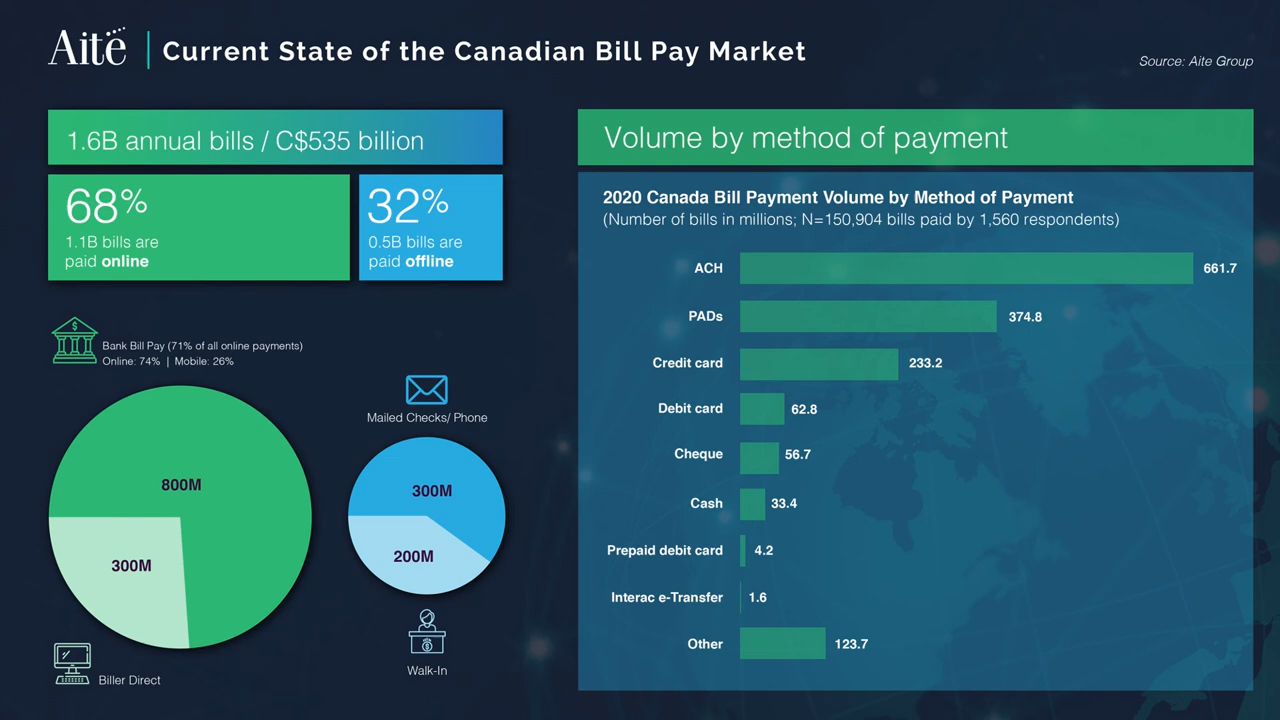 Aitë
Current State of the Canadian Bill Pay Market
Source: Aite Group
1.6B annual bills / C$535 billion
68%
1.1B bills are
paid online
32%
0.5B bills are
paid offline
$
Bank Bill Pay (71% of all online payments)
Online: 74% | Mobile: 26%
800M
300M
Biller Direct
Mailed Checks/ Phone
300M
200M
$
Walk-In
Volume by method of payment
2020 Canada Bill Payment Volume by Method of Payment
(Number of bills in millions; N=150,904 bills paid by 1,560 respondents)
ACH 661.7
PADs 374.8
Credit card 233.2
Debit card 62.8
Cheque 56.7
Cash 33.4
Prepaid debit card 4.2
Interac e-Transfer 1.6
Other 123.7